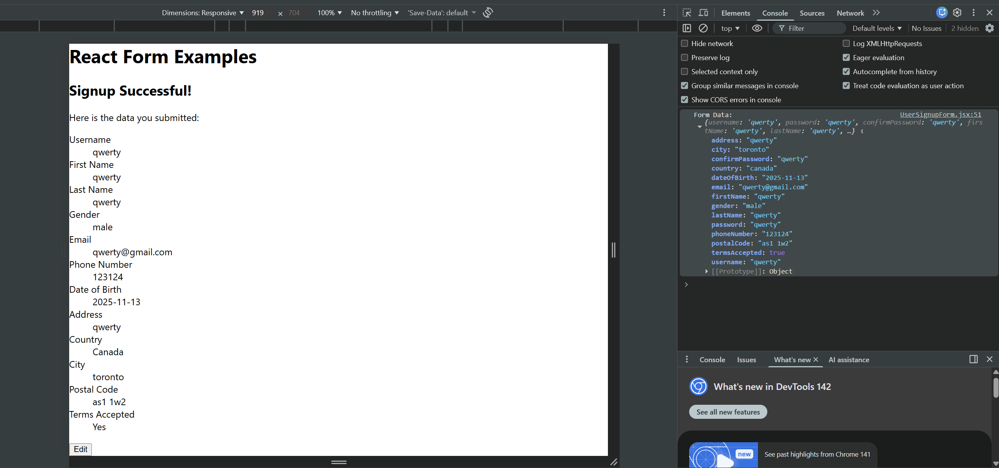 Dimensions: Responsive ▼ 919 × 704 100% ▼ No throttling ▼ 'Save-Data': default ▼
React Form Examples
Signup Successful!
Here is the data you submitted:
Username
qwerty
First Name
qwerty
Last Name
qwerty
Gender
male
Email
qwerty@gmail.com
Phone Number
123124
Date of Birth
2025-11-13
Address
qwerty
Country
Canada
City
toronto
Postal Code
as1 1w2
Terms Accepted
Yes
Edit
Elements Console Sources Network
top ▼ Filter Default levels ▼ No Issues 2 hidden
Hide network Log XMLHttpRequests
Preserve log Eager evaluation
Selected context only Autocomplete from history
Group similar messages in console Treat code evaluation as user action
Show CORS errors in console
Form Data: UserSignupForm.jsx:51
{username: 'qwerty', password: 'qwerty', confirmPassword: 'qwerty', firs
tName: 'qwerty', lastName: 'qwerty', …} i
address: "qwerty"
city: "toronto"
confirmPassword: "qwerty"
country: "canada"
dateOfBirth: "2025-11-13"
email: "qwerty@gmail.com"
firstName: "qwerty"
gender: "male"
lastName: "qwerty"
password: "qwerty"
phoneNumber: "123124"
postalCode: "as1 1w2"
termsAccepted: true
username: "qwerty"
[[Prototype]]: Object
Console Issues What's new AI assistance
What's new in DevTools 142
See all new features
new See past highlights from Chrome 141